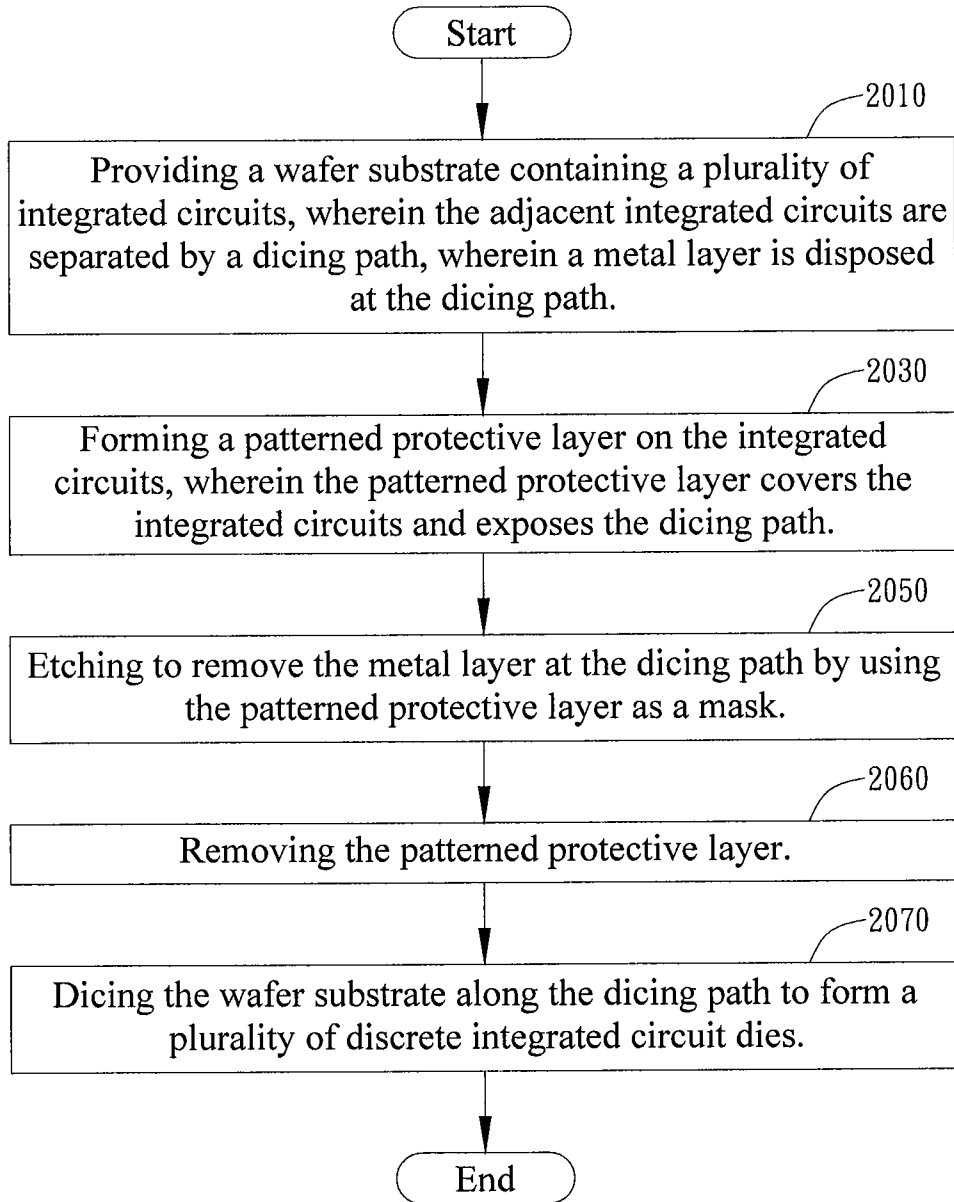 Start
2010
Providing a wafer substrate containing a plurality of
integrated circuits, wherein the adjacent integrated circuits are
separated by a dicing path, wherein a metal layer is disposed
at the dicing path.
2030
Forming a patterned protective layer on the integrated
circuits, wherein the patterned protective layer covers the
integrated circuits and exposes the dicing path.
2050
Etching to remove the metal layer at the dicing path by using
the patterned protective layer as a mask.
2060
Removing the patterned protective layer.
2070
Dicing the wafer substrate along the dicing path to form a
plurality of discrete integrated circuit dies.
End